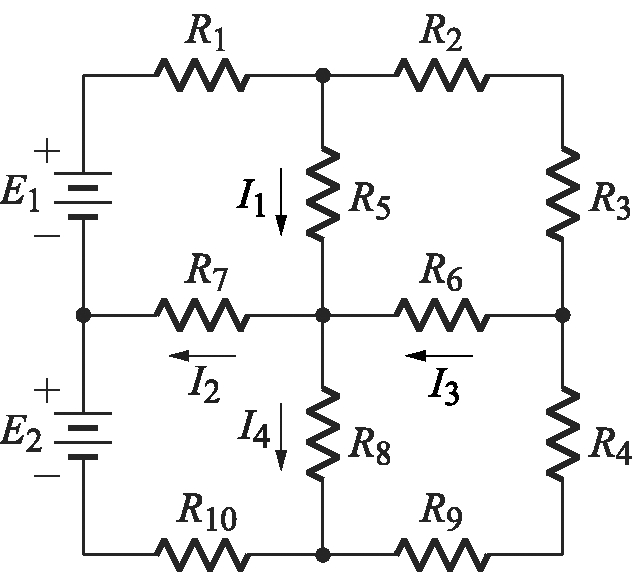 R1 R2
+
E1 I1 R5 R3
−
R7 R6
I2 I3
+
E2 I4 R8 R4
−
R10 R9